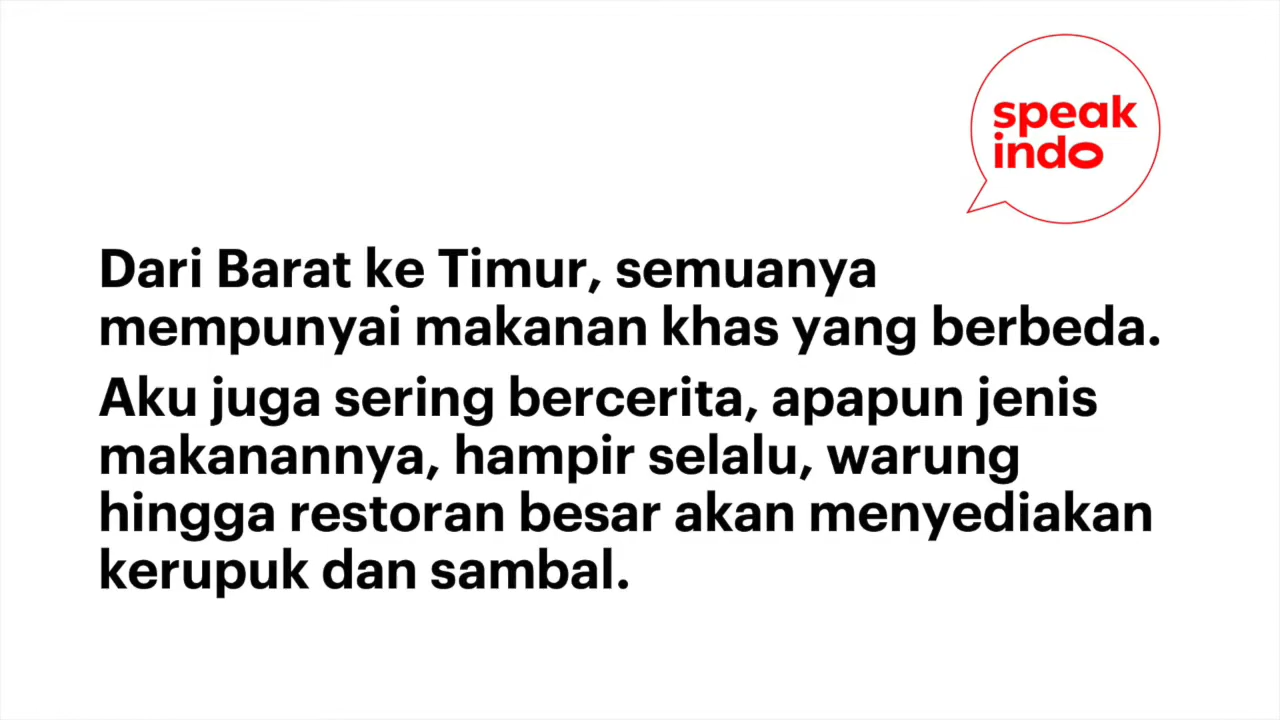 speak
indo
Dari Barat ke Timur, semuanya
mempunyai makanan khas yang berbeda.
Aku juga sering bercerita, apapun jenis
makanannya, hampir selalu, warung
hingga restoran besar akan menyediakan
kerupuk dan sambal.